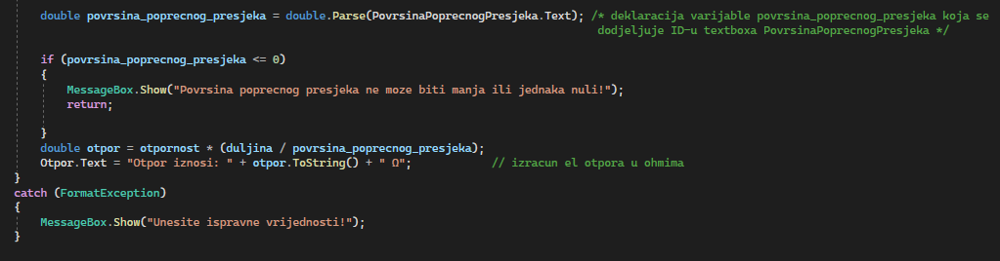 double povrsina_poprecnog_presjeka = double.Parse(PovrsinaPoprecnogPresjeka.Text); /* deklaracija varijable povrsina_poprecnog_presjeka koja se
dodjeljuje ID-u textboxa PovrsinaPoprecnogPresjeka */
if (povrsina_poprecnog_presjeka <= 0)
{
MessageBox.Show("Povrsina poprecnog presjeka ne moze biti manja ili jednaka nuli!");
return;
}
double otpor = otpornost * (duljina / povrsina_poprecnog_presjeka);
Otpor.Text = "Otpor iznosi: " + otpor.ToString() + " Ω"; // izracun el otpora u ohmima
}
catch (FormatException)
{
MessageBox.Show("Unesite ispravne vrijednosti!");
}